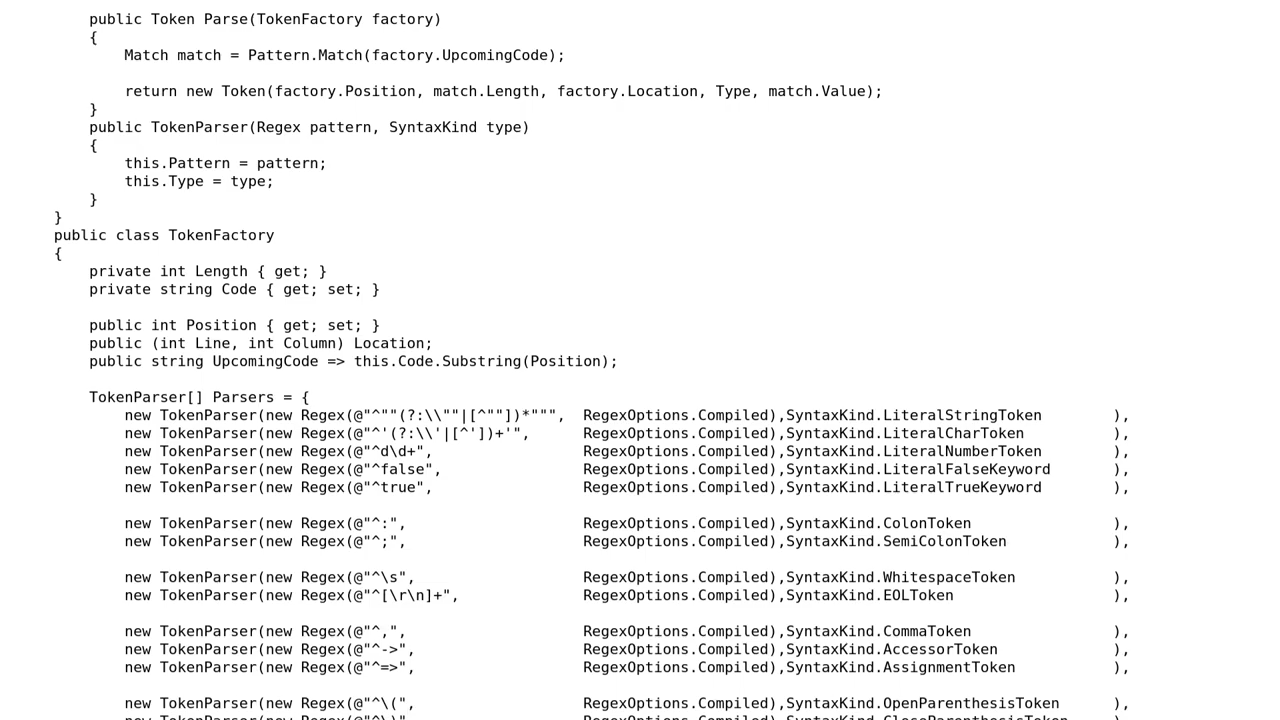 public Token Parse(TokenFactory factory)
{
Match match = Pattern.Match(factory.UpcomingCode);
return new Token(factory.Position, match.Length, factory.Location, Type, match.Value);
}
public TokenParser(Regex pattern, SyntaxKind type)
{
this.Pattern = pattern;
this.Type = type;
}
}
public class TokenFactory
{
private int Length { get; }
private string Code { get; set; }
public int Position { get; set; }
public (int Line, int Column) Location;
public string UpcomingCode => this.Code.Substring(Position);
TokenParser[] Parsers = {
new TokenParser(new Regex(@"^""(?:\\""|[^""])*""", RegexOptions.Compiled),SyntaxKind.LiteralStringToken ),
new TokenParser(new Regex(@"^'(?:\\'|[^'])+'", RegexOptions.Compiled),SyntaxKind.LiteralCharToken ),
new TokenParser(new Regex(@"^d\d+", RegexOptions.Compiled),SyntaxKind.LiteralNumberToken ),
new TokenParser(new Regex(@"^false", RegexOptions.Compiled),SyntaxKind.LiteralFalseKeyword ),
new TokenParser(new Regex(@"^true", RegexOptions.Compiled),SyntaxKind.LiteralTrueKeyword ),
new TokenParser(new Regex(@"^:", RegexOptions.Compiled),SyntaxKind.ColonToken ),
new TokenParser(new Regex(@"^;", RegexOptions.Compiled),SyntaxKind.SemiColonToken ),
new TokenParser(new Regex(@"^\s", RegexOptions.Compiled),SyntaxKind.WhitespaceToken ),
new TokenParser(new Regex(@"^[\r\n]+", RegexOptions.Compiled),SyntaxKind.EOLToken ),
new TokenParser(new Regex(@"^,", RegexOptions.Compiled),SyntaxKind.CommaToken ),
new TokenParser(new Regex(@"^->", RegexOptions.Compiled),SyntaxKind.AccessorToken ),
new TokenParser(new Regex(@"^=>", RegexOptions.Compiled),SyntaxKind.AssignmentToken ),
new TokenParser(new Regex(@"^\(", RegexOptions.Compiled),SyntaxKind.OpenParenthesisToken ),